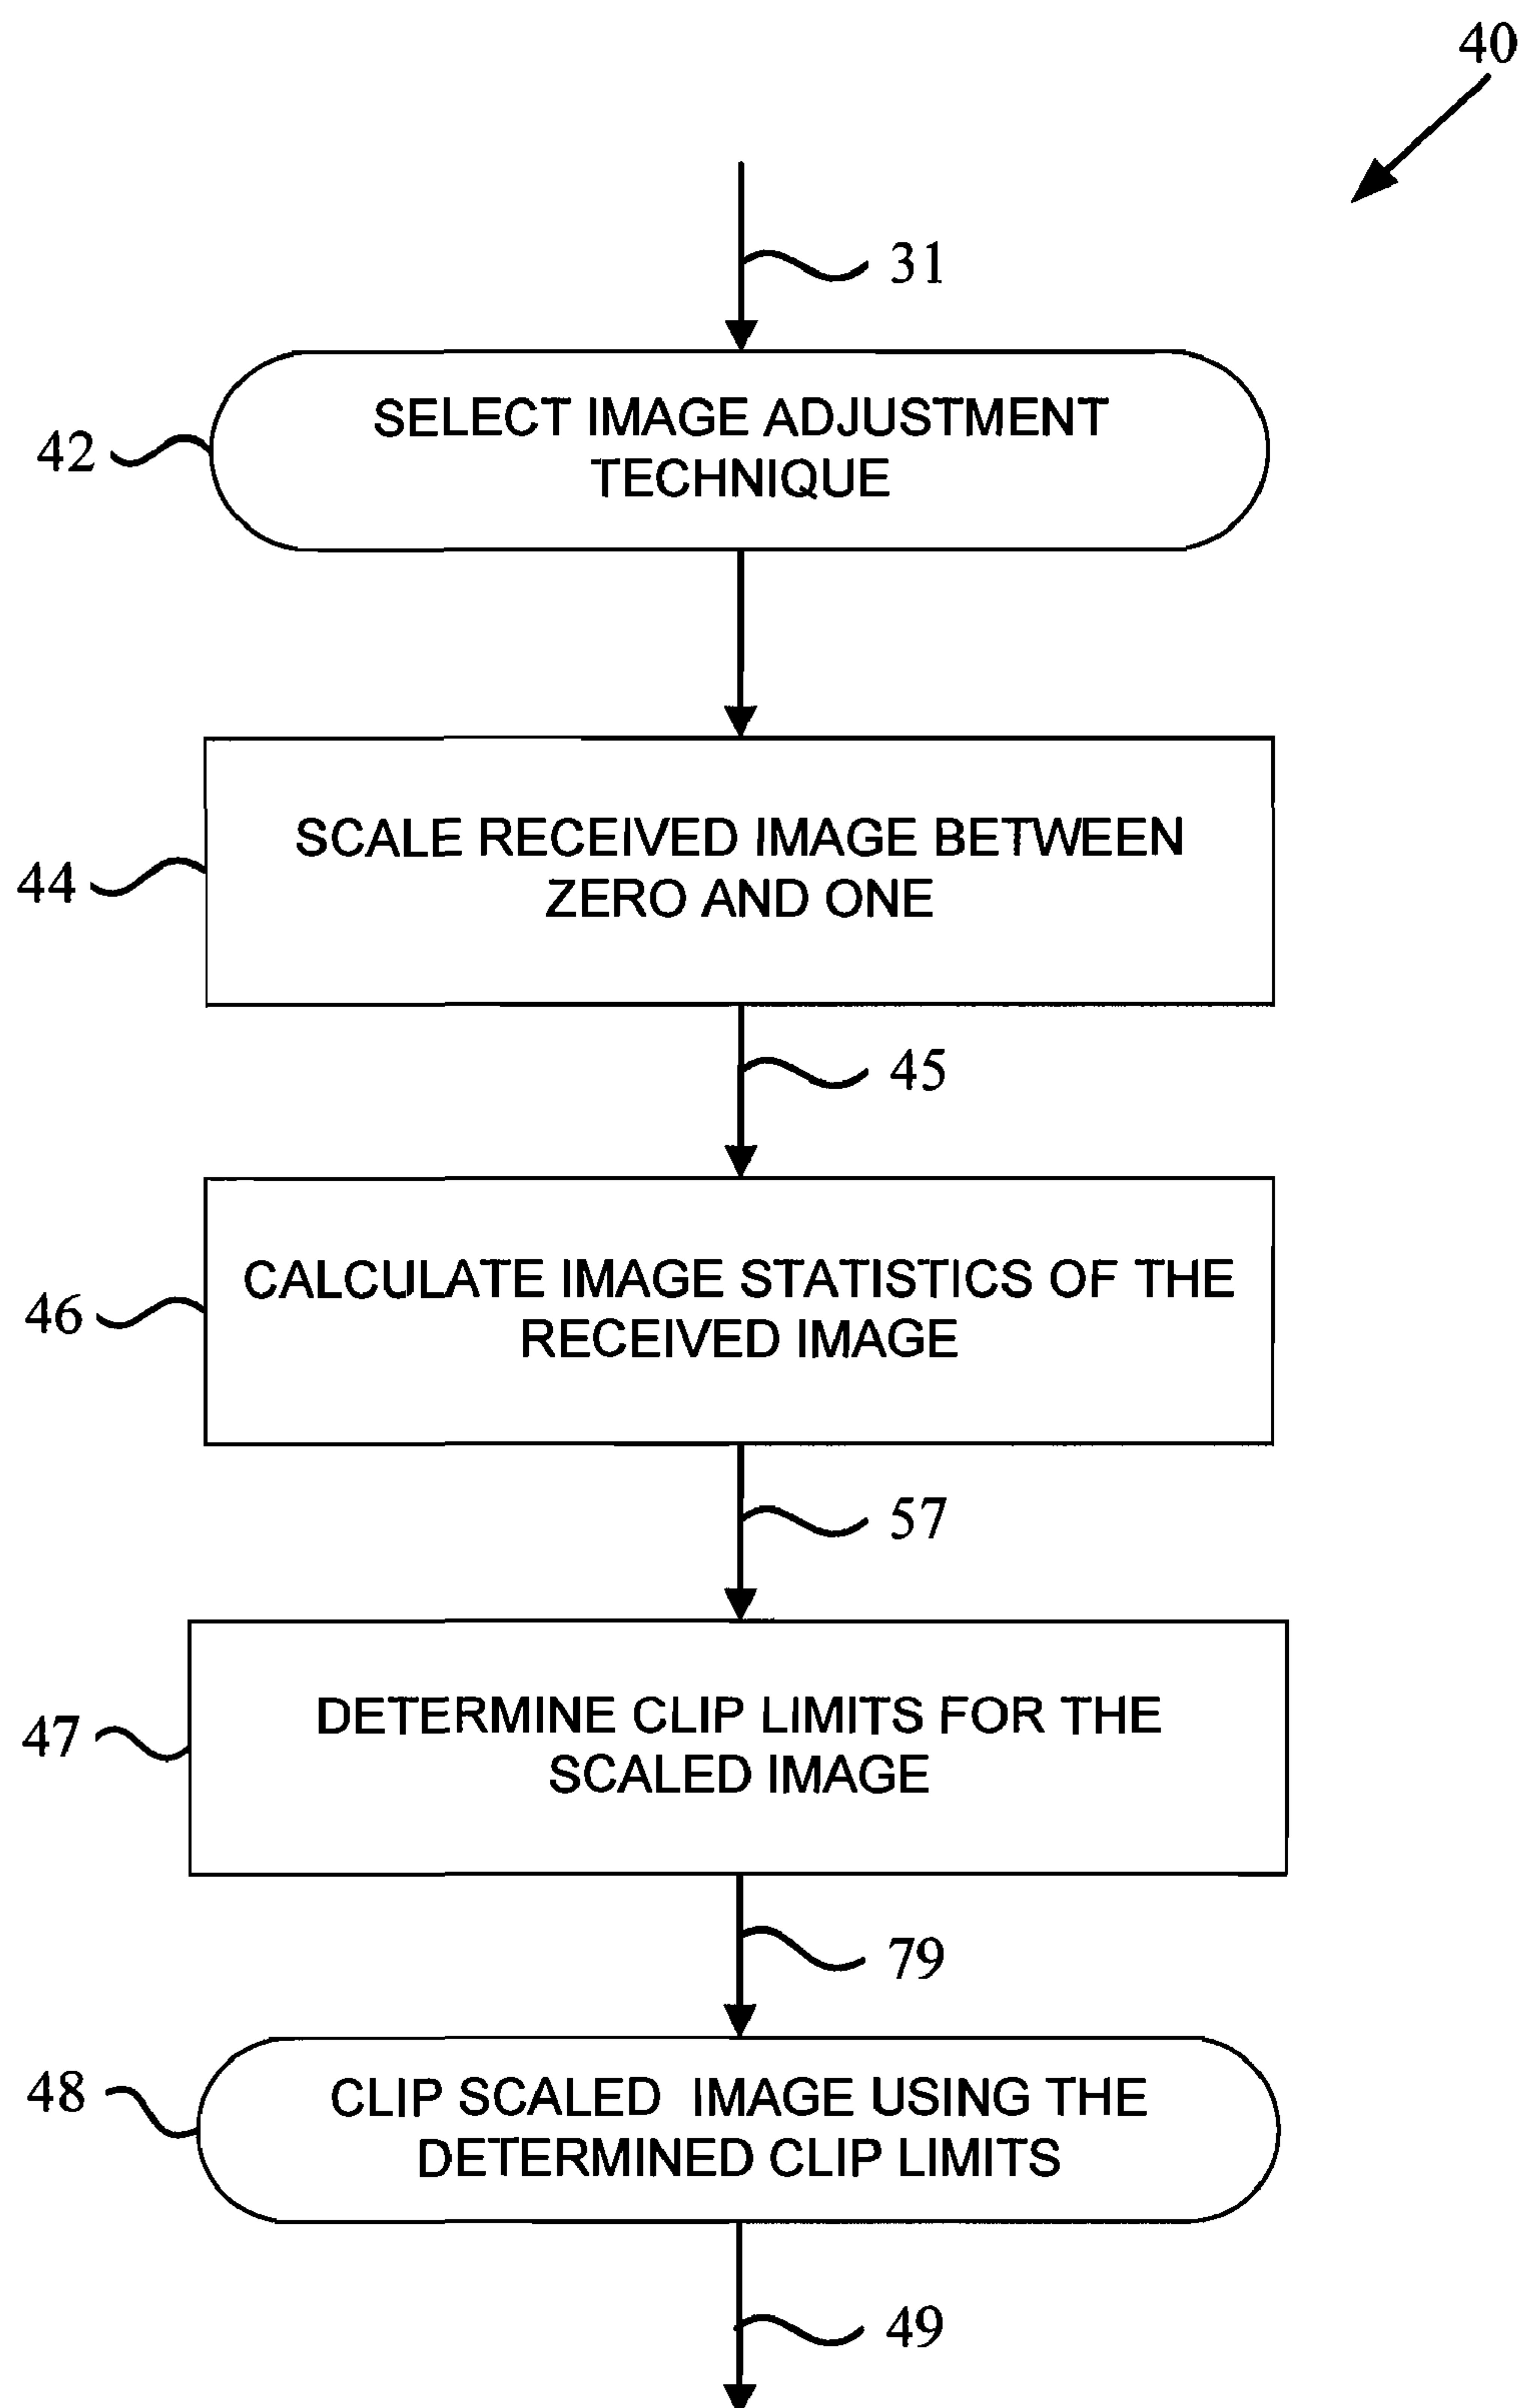 40
31
SELECT IMAGE ADJUSTMENT
TECHNIQUE
42
SCALE RECEIVED IMAGE BETWEEN
ZERO AND ONE
44
45
CALCULATE IMAGE STATISTICS OF THE
RECEIVED IMAGE
46
57
DETERMINE CLIP LIMITS FOR THE
SCALED IMAGE
47
79
CLIP SCALED IMAGE USING THE
DETERMINED CLIP LIMITS
48
49